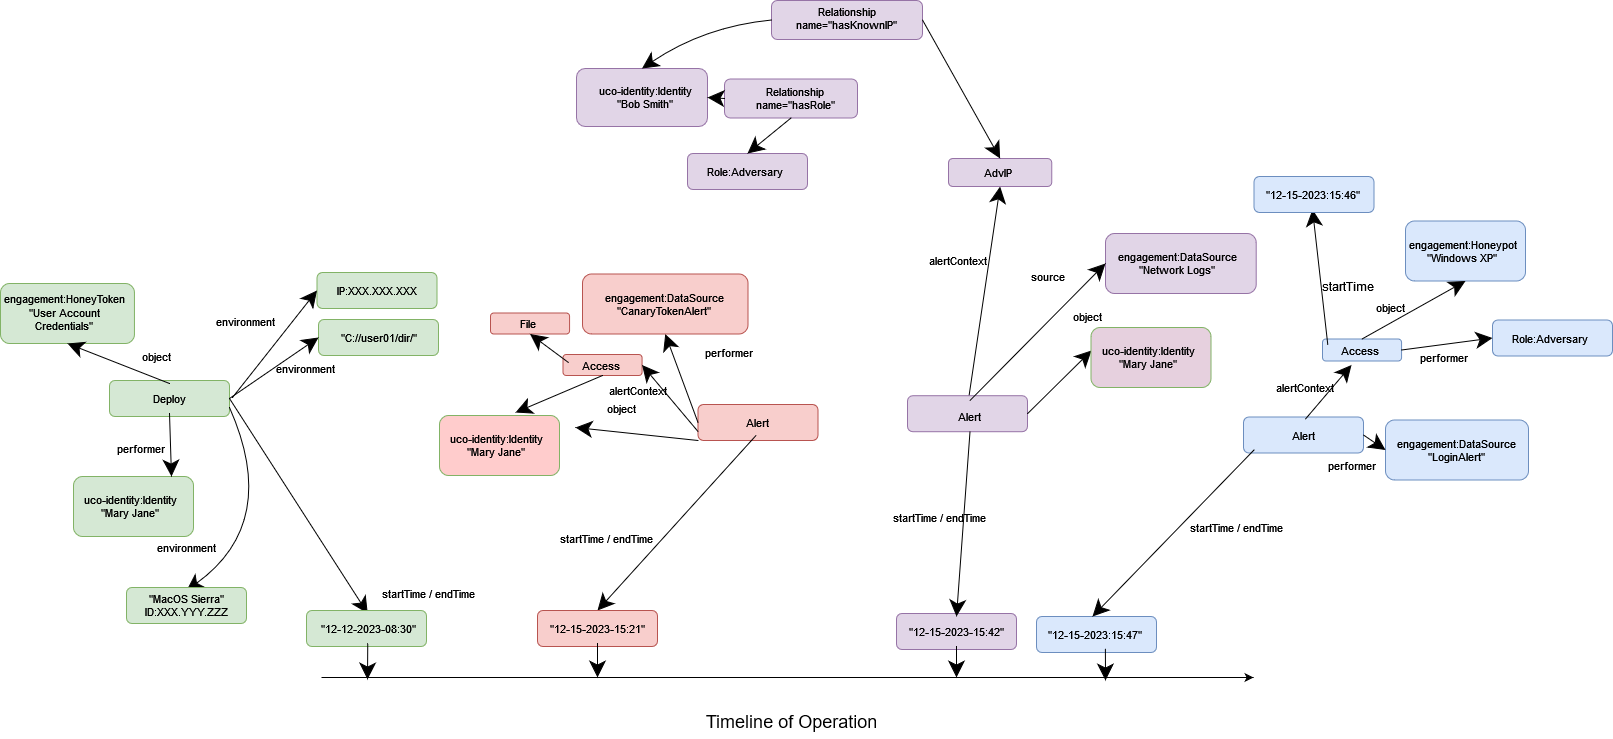 Relationship
name="hasKnownIP"
uco-identity:Identity
"Bob Smith"
Relationship
name="hasRole"
Role:Adversary
AdvIP
alertContext
"12-15-2023:15:46"
startTime
engagement:Honeypot
"Windows XP"
object
Access
performer
Role:Adversary
alertContext
Alert
performer
engagement:DataSource
"LoginAlert"
startTime / endTime
"12-15-2023:15:47"
engagement:DataSource
"Network Logs"
source
object
uco-identity:Identity
"Mary Jane"
Alert
startTime / endTime
"12-15-2023-15:42"
engagement:DataSource
"CanaryTokenAlert"
File
Access
performer
alertContext
object
Alert
uco-identity:Identity
"Mary Jane"
startTime / endTime
"12-15-2023-15:21"
engagement:HoneyToken
"User Account
Credentials"
IP:XXX.XXX.XXX
environment
"C://user01/dir/"
environment
object
Deploy
performer
uco-identity:Identity
"Mary Jane"
environment
"MacOS Sierra"
ID:XXX.YYY.ZZZ
startTime / endTime
"12-12-2023-08:30"
Timeline of Operation